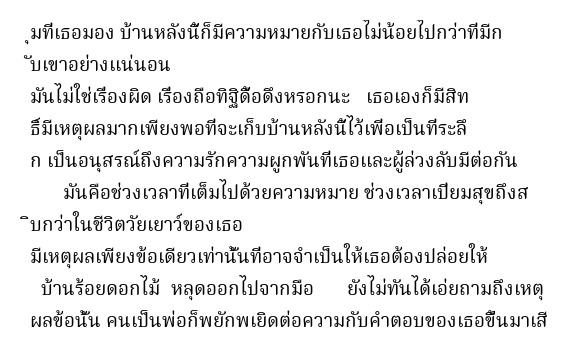 ุมที่เธอมอง บ้านหลังนี้ก็มีความหมายกับเธอไม่น้อยไปกว่าที่มีก
ับเขาอย่างแน่นอน
มันไม่ใช่เรื่องผิด เรื่องถือทิฐิดื้อดึงหรอกนะ   เธอเองก็มีสิท
ธิ์มีเหตุผลมากเพียงพอที่จะเก็บบ้านหลังนี้ไว้เพื่อเป็นที่ระลึ
ก เป็นอนุสรณ์ถึงความรักความผูกพันที่เธอและผู้ล่วงลับมีต่อกัน
มันคือช่วงเวลาที่เต็มไปด้วยความหมาย ช่วงเวลาเปี่ยมสุขถึงส
ิบกว่าในชีวิตวัยเยาว์ของเธอ
มีเหตุผลเพียงข้อเดียวเท่านั้นที่อาจจำเป็นให้เธอต้องปล่อยให้
บ้านร้อยดอกไม้  หลุดออกไปจากมือ      ยังไม่ทันได้เอ่ยถามถึงเหตุ
ผลข้อนั้น คนเป็นพ่อก็พยักพเยิดต่อความกับคำตอบของเธอขึ้นมาเสี